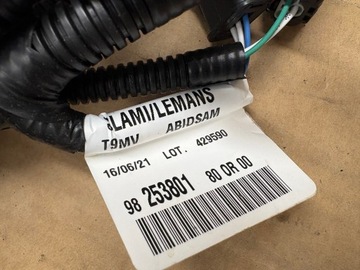 SLAMI/LEMANS
T9MV ABIDSAM
16/06/21 LOT. 429590
98 253801 80 OR 00